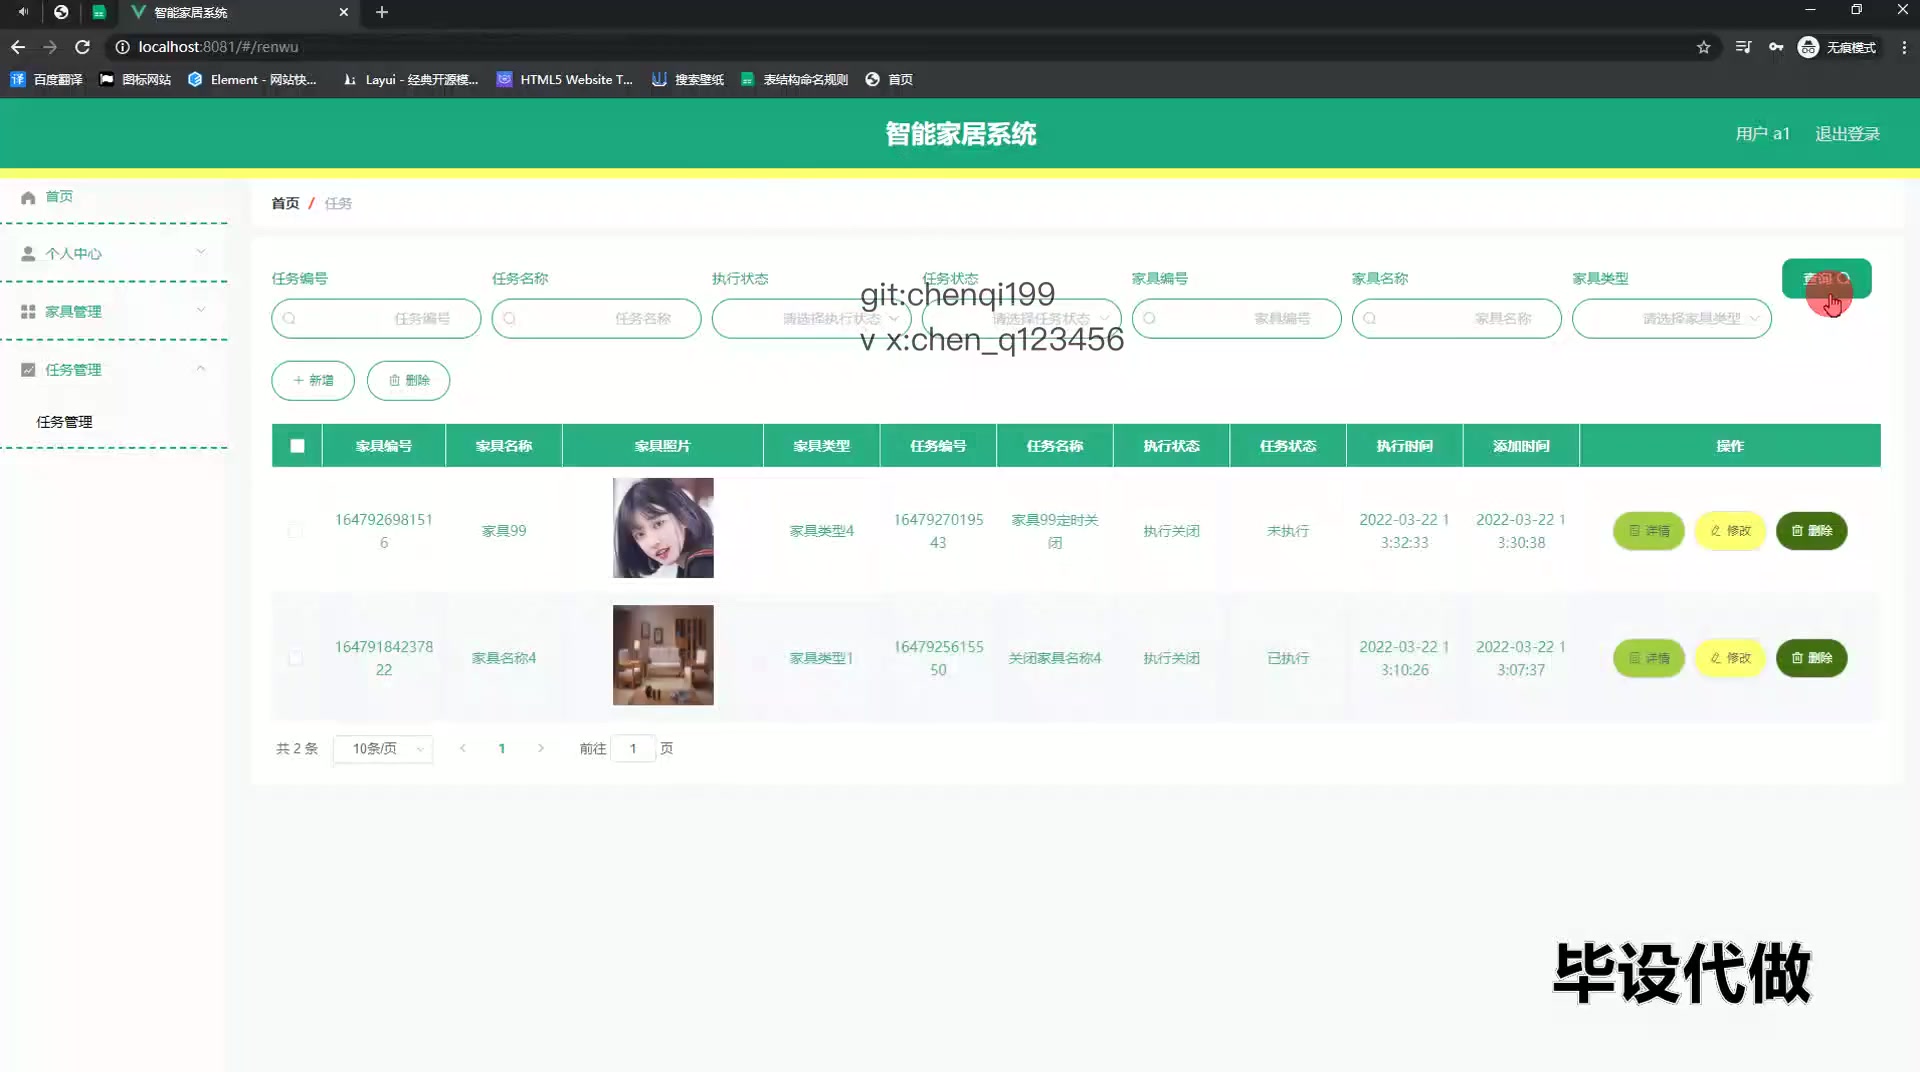 智能家居系统
localhost:8081/#/renwu
无痕模式
百度翻译
图标网站
Element - 网站快...
Layui - 经典开源模...
HTML5 Website T...
搜索壁纸
表结构命名规则
首页
智能家居系统
用户 a1
退出登录
首页
个人中心
家具管理
任务管理
任务管理
首页 / 任务
任务编号
任务名称
执行状态
任务状态
家具编号
家具名称
家具类型
任务编号
任务名称
请选择执行状态
请选择任务状态
家具编号
家具名称
请选择家具类型
查询
git:chenqi199
v x:chen_q123456
新增
删除
家具编号 家具名称 家具照片 家具类型 任务编号 任务名称 执行状态 任务状态 执行时间 添加时间 操作
164792698151 家具99 家具类型4 16479270195 家具99定时关 执行关闭 未执行 2022-03-22 1 2022-03-22 1 详情 修改 删除
6 43 闭 3:32:33 3:30:38
164791842378 家具名称4 家具类型1 16479256155 关闭家具名称4 执行关闭 已执行 2022-03-22 1 2022-03-22 1 详情 修改 删除
22 50 3:10:26 3:07:37
共 2 条 10条/页 1 前往 1 页
毕设代做